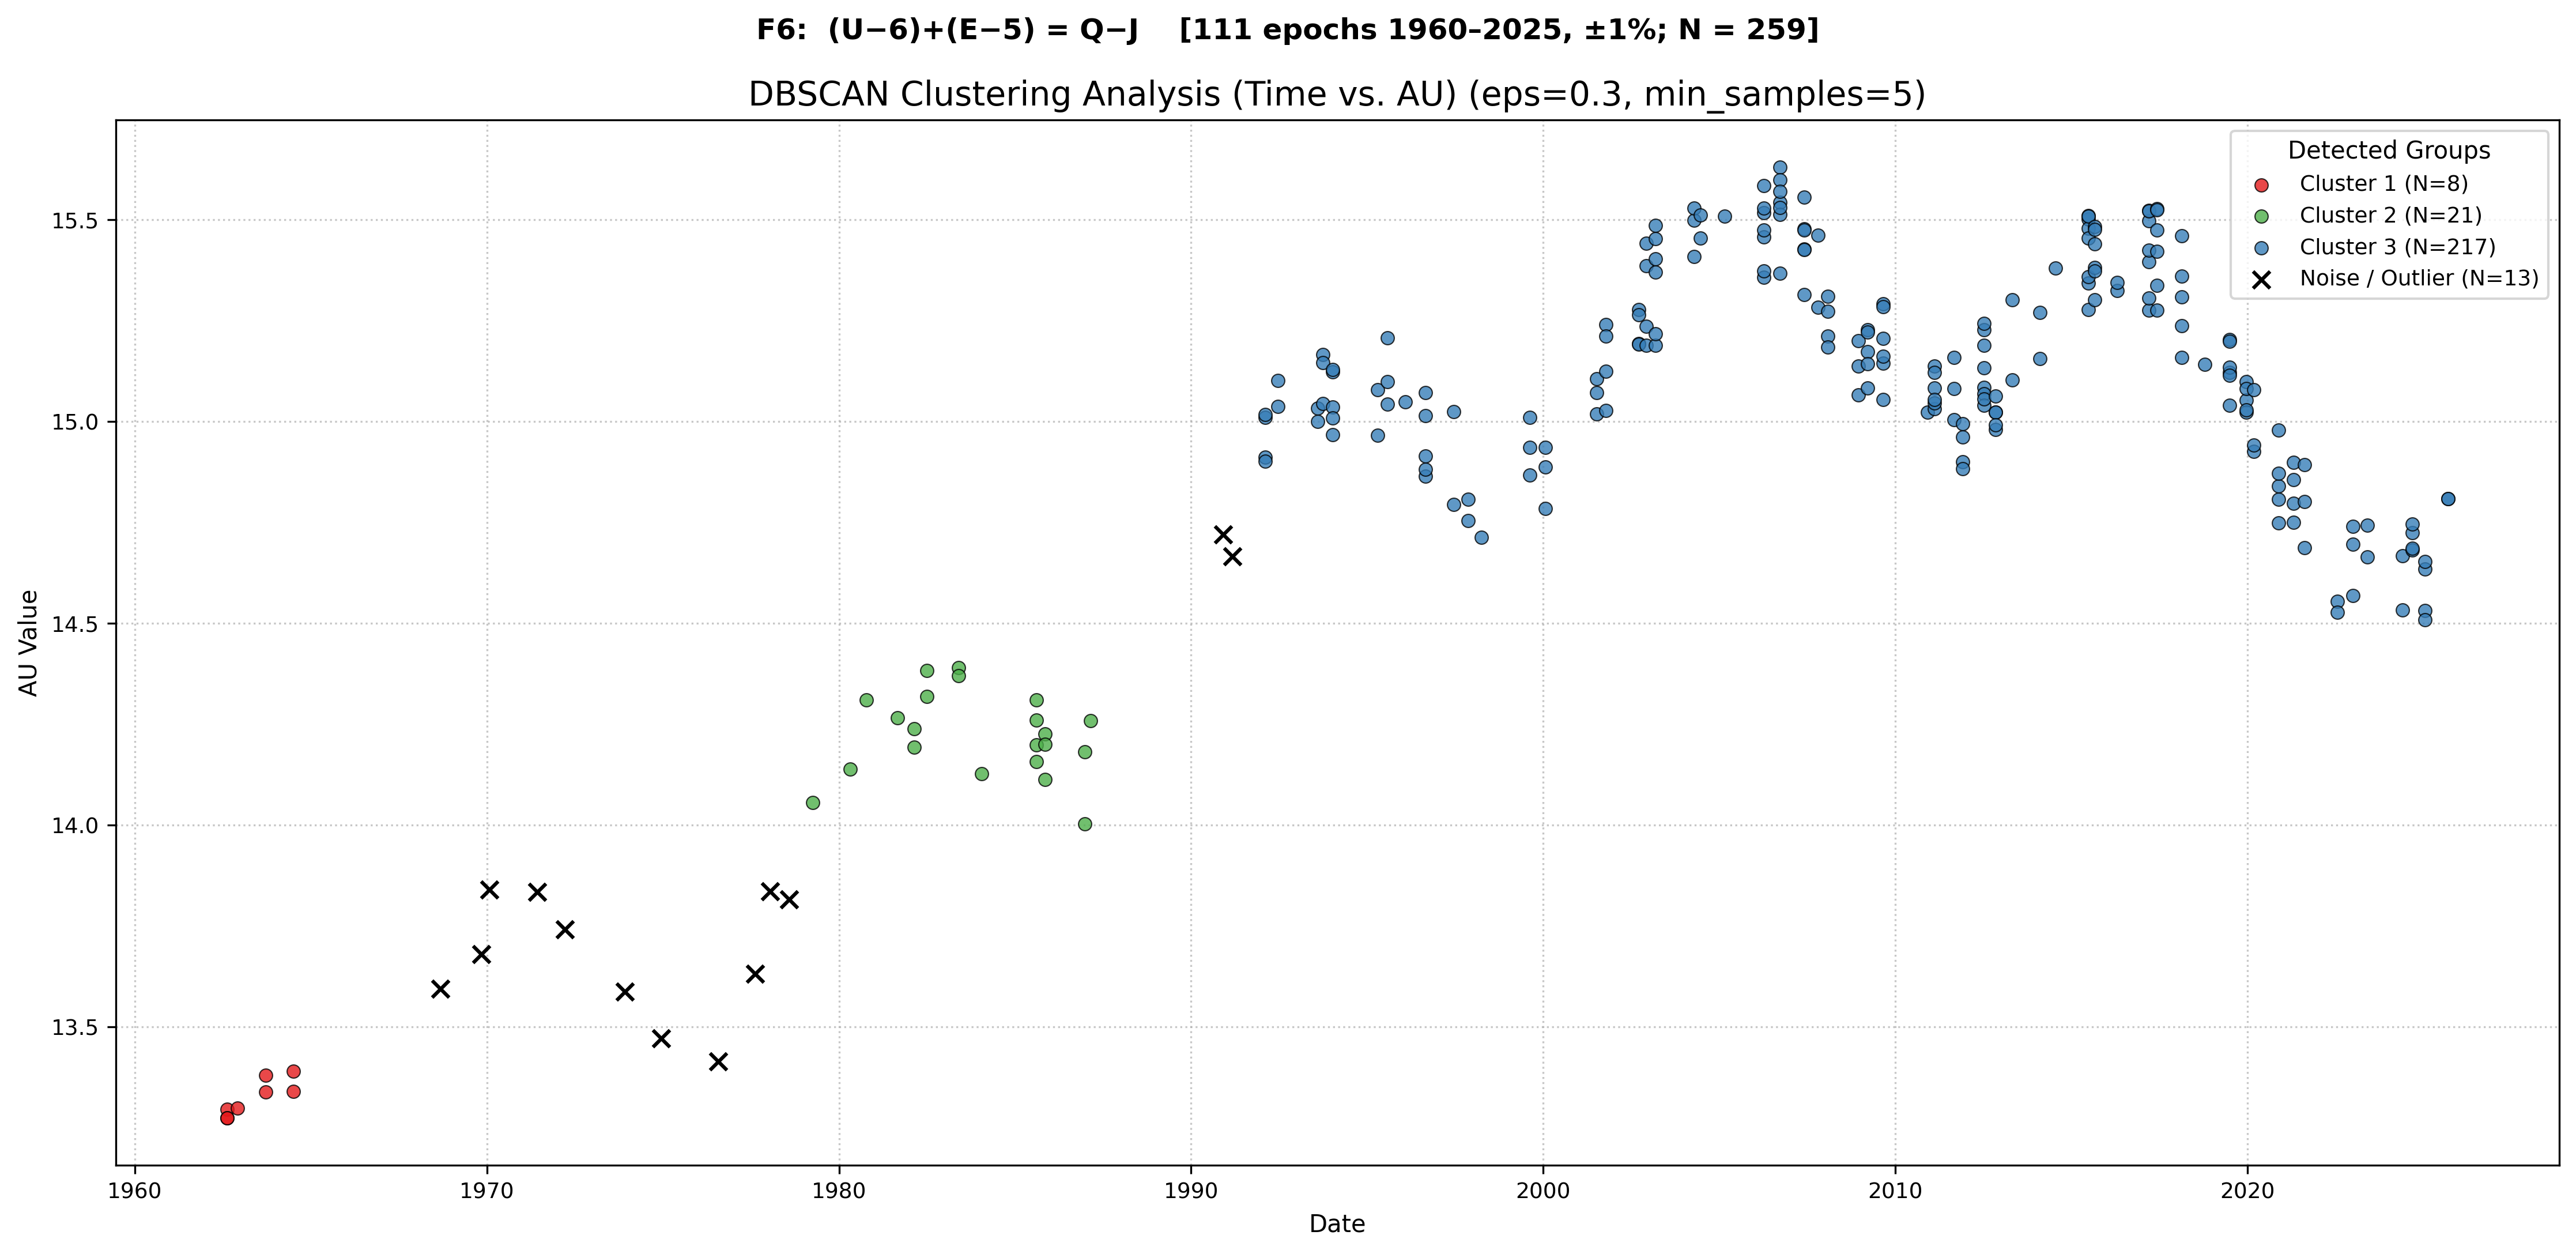 F6:  (U−6)+(E−5) = Q−J    [111 epochs 1960–2025, ±1%; N = 259]
DBSCAN Clustering Analysis (Time vs. AU) (eps=0.3, min_samples=5)
Detected Groups
Cluster 1 (N=8)
Cluster 2 (N=21)
Cluster 3 (N=217)
Noise / Outlier (N=13)
AU Value
15.5
15.0
14.5
14.0
13.5
1960 1970 1980 1990 2000 2010 2020
Date